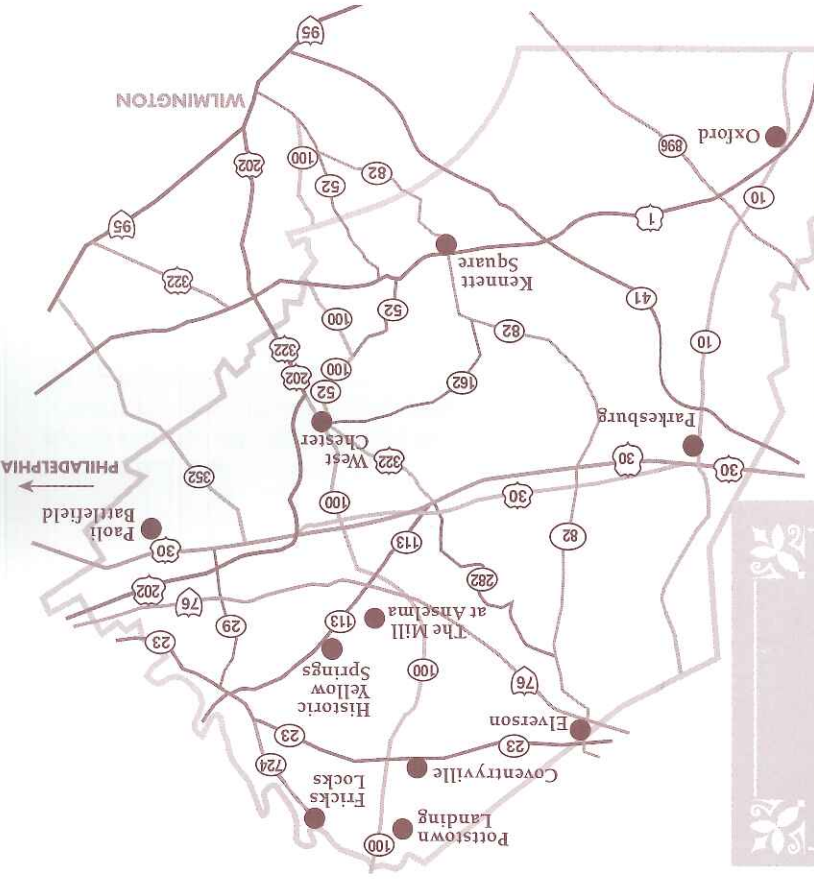 100
Pottstown
Landing
Fricks
Locks
Coventryville
724
23
23
Elverson
Historic
Yellow
Springs
76
100
23
The Mill
at Anselma
113
29
76
202
282
30
113
82
Paoli
Battlefield
100
30
352
PHILADELPHIA
30
30
322
West
Chester
Parkesburg
52
162
202
100
322
10
82
100
52
41
Kennett
Square
322
95
1
10
52
82
202
100
896
Oxford
WILMINGTON
95